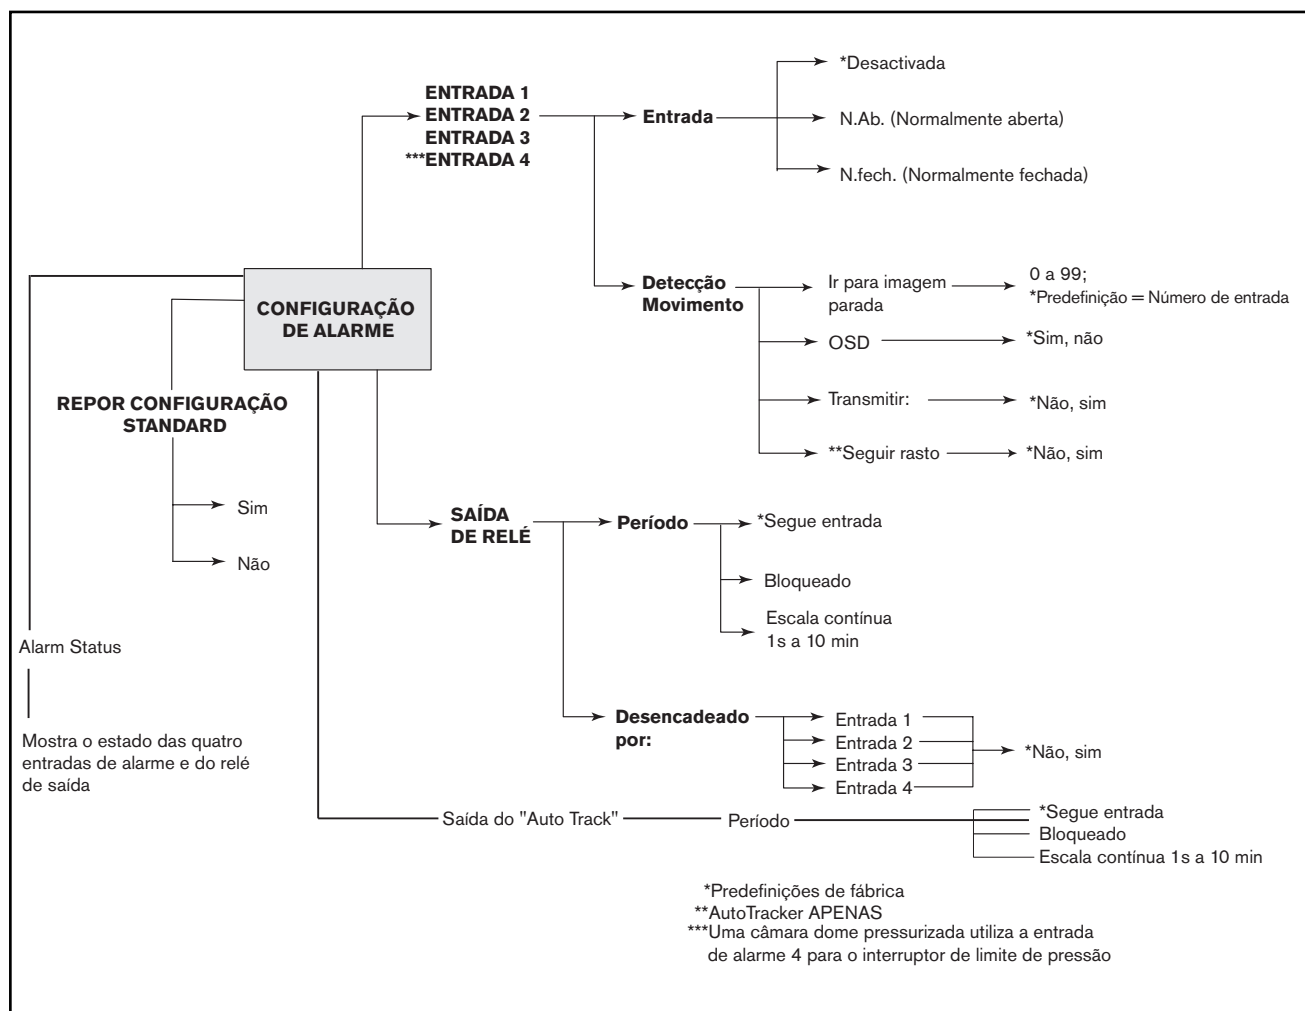 ENTRADA 1
ENTRADA 2
ENTRADA 3
***ENTRADA 4
Entrada
*Desactivada
N.Ab. (Normalmente aberta)
N.fech. (Normalmente fechada)
Detecção
Movimento
Ir para imagem
parada
0 a 99;
*Predefinição = Número de entrada
OSD
*Sim, não
Transmitir:
*Não, sim
**Seguir rasto
*Não, sim
CONFIGURAÇÃO
DE ALARME
REPOR CONFIGURAÇÃO
STANDARD
Sim
Não
SAÍDA
DE RELÉ
Período
*Segue entrada
Bloqueado
Escala contínua
1s a 10 min
Alarm Status
Mostra o estado das quatro
entradas de alarme e do relé
de saída
Desencadeado
por:
Entrada 1
Entrada 2
Entrada 3
Entrada 4
*Não, sim
Saída do "Auto Track"
Período
*Segue entrada
Bloqueado
Escala contínua 1s a 10 min
*Predefinições de fábrica
**AutoTracker APENAS
***Uma câmara dome pressurizada utiliza a entrada
de alarme 4 para o interruptor de limite de pressão